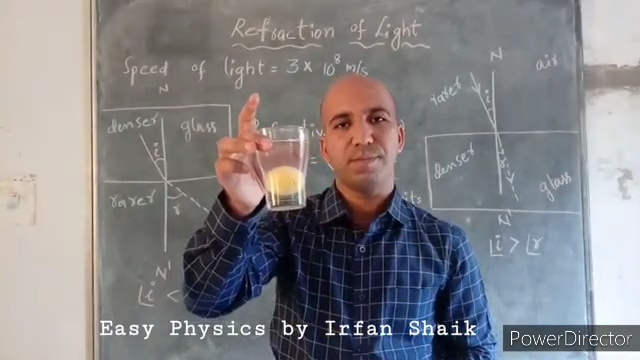 Refraction of Light
Speed of light = 3 × 10⁸ m/s
N
denser glass
i
rarer
r
N'
∠i <
=
N
air
rarer
i
denser
r
glass
N'
∠i > ∠r
Easy Physics by Irfan Shaik
PowerDirector